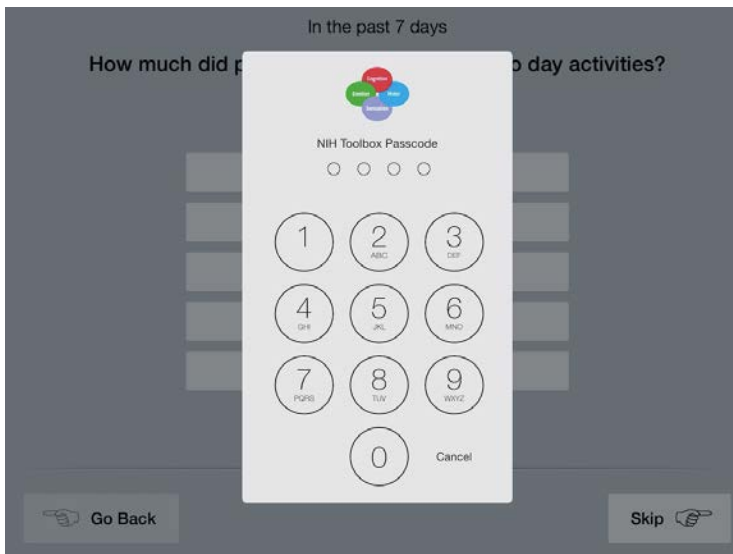 In the past 7 days
How much did p
o day activities?
Cognition
Emotion
Motor
Sensation
NIH Toolbox Passcode
1
2
ABC
3
DEF
4
GHI
5
JKL
6
MNO
7
PQRS
8
TUV
9
WXYZ
0
Cancel
Go Back
Skip